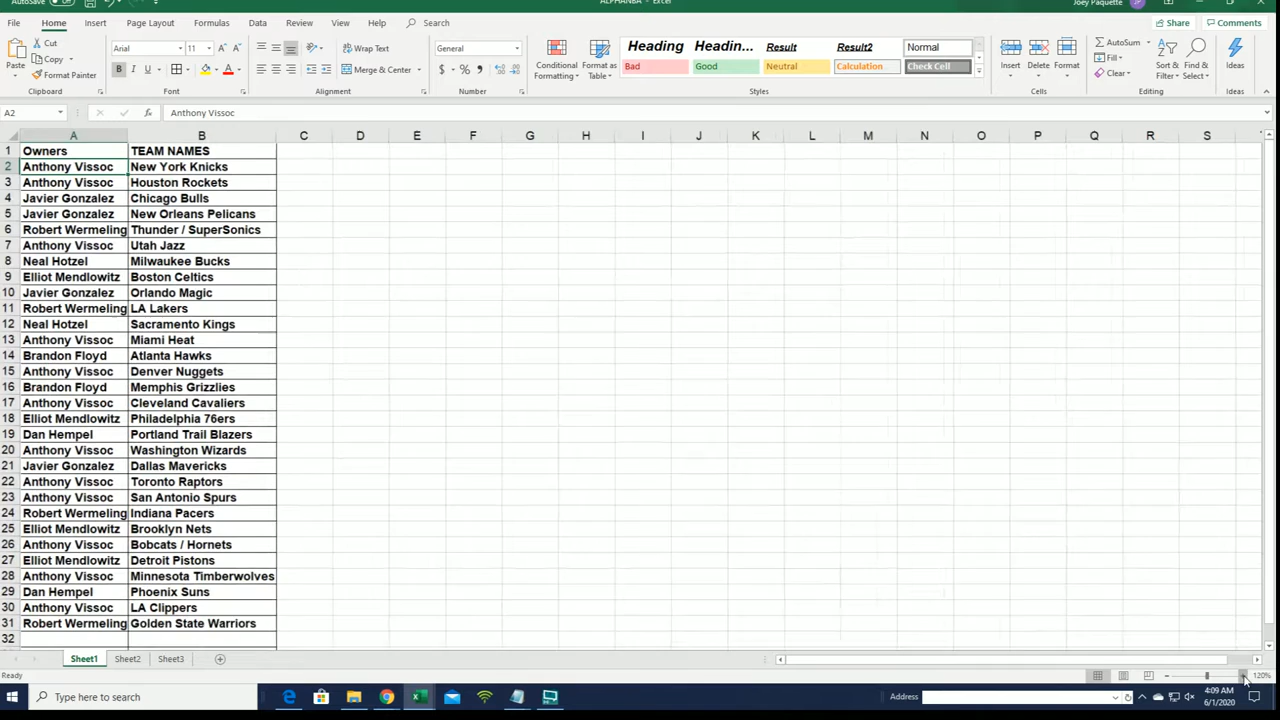 AutoSave Off ALPHANBA - Excel Joey Paquette JP
File Home Insert Page Layout Formulas Data Review View Help Search Share Comments
Paste Cut Copy Format Painter Clipboard
Arial 11 B I U Font
Wrap Text Merge & Center Alignment
General $ % , Number
Conditional Formatting Format as Table
Heading Headin... Result Result2 Normal
Bad Good Neutral Calculation Check Cell
Styles
Insert Delete Format Cells
AutoSum Fill Clear Sort & Filter Find & Select Editing
Ideas Ideas
A2 fx Anthony Vissoc
A B C D E F G H I J K L M N O P Q R S
1 Owners TEAM NAMES
2 Anthony Vissoc New York Knicks
3 Anthony Vissoc Houston Rockets
4 Javier Gonzalez Chicago Bulls
5 Javier Gonzalez New Orleans Pelicans
6 Robert Wermeling Thunder / SuperSonics
7 Anthony Vissoc Utah Jazz
8 Neal Hotzel Milwaukee Bucks
9 Elliot Mendlowitz Boston Celtics
10 Javier Gonzalez Orlando Magic
11 Robert Wermeling LA Lakers
12 Neal Hotzel Sacramento Kings
13 Anthony Vissoc Miami Heat
14 Brandon Floyd Atlanta Hawks
15 Anthony Vissoc Denver Nuggets
16 Brandon Floyd Memphis Grizzlies
17 Anthony Vissoc Cleveland Cavaliers
18 Elliot Mendlowitz Philadelphia 76ers
19 Dan Hempel Portland Trail Blazers
20 Anthony Vissoc Washington Wizards
21 Javier Gonzalez Dallas Mavericks
22 Anthony Vissoc Toronto Raptors
23 Anthony Vissoc San Antonio Spurs
24 Robert Wermeling Indiana Pacers
25 Elliot Mendlowitz Brooklyn Nets
26 Anthony Vissoc Bobcats / Hornets
27 Elliot Mendlowitz Detroit Pistons
28 Anthony Vissoc Minnesota Timberwolves
29 Dan Hempel Phoenix Suns
30 Anthony Vissoc LA Clippers
31 Robert Wermeling Golden State Warriors
32
Sheet1 Sheet2 Sheet3
Ready 120%
Type here to search Address 4:09 AM
6/1/2020